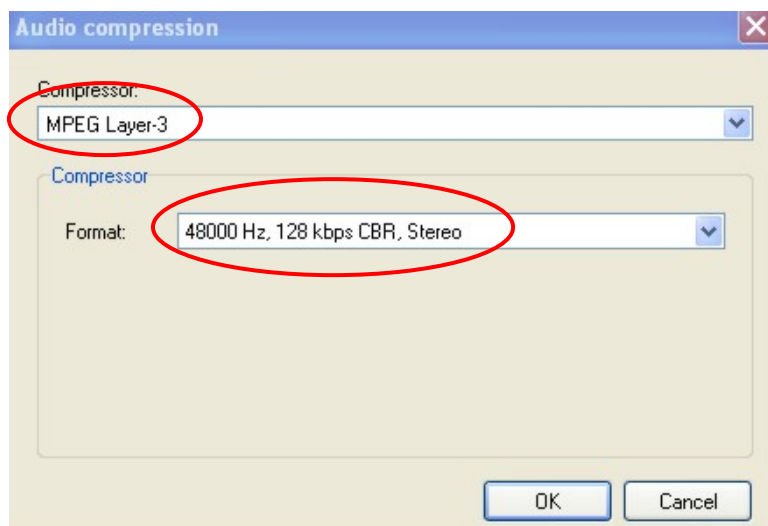 Audio compression
Compressor:
MPEG Layer-3
Compressor
Format:
48000 Hz, 128 kbps CBR, Stereo
OK
Cancel